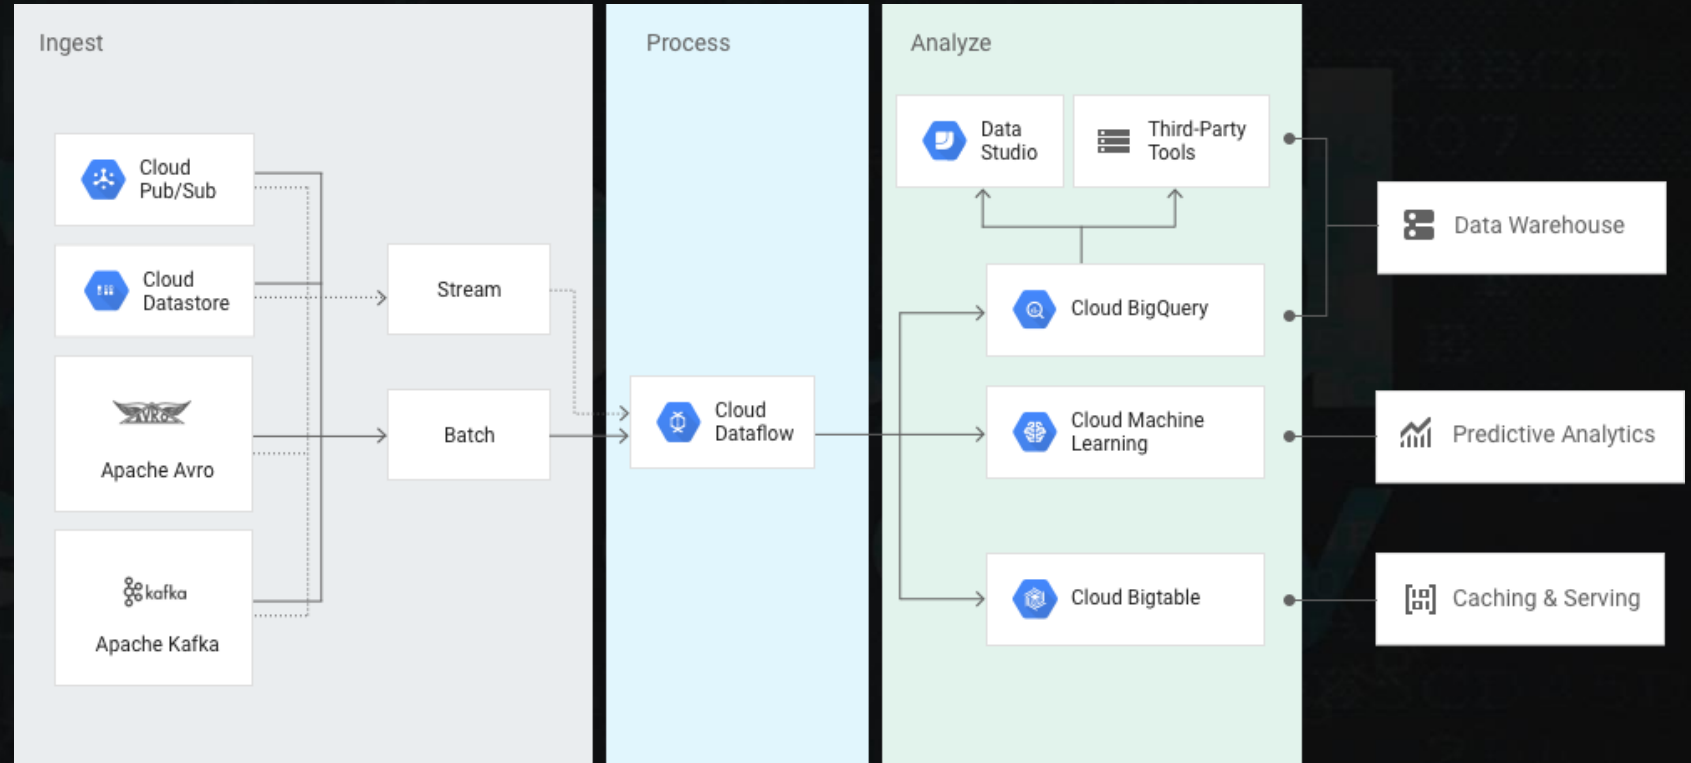 Ingest
Cloud
Pub/Sub
Cloud
Datastore
AVRO
Apache Avro
kafka
Apache Kafka
Stream
Batch
Process
Cloud
Dataflow
Analyze
Data
Studio
Third-Party
Tools
Cloud BigQuery
Cloud Machine
Learning
Cloud Bigtable
Data Warehouse
Predictive Analytics
Caching & Serving